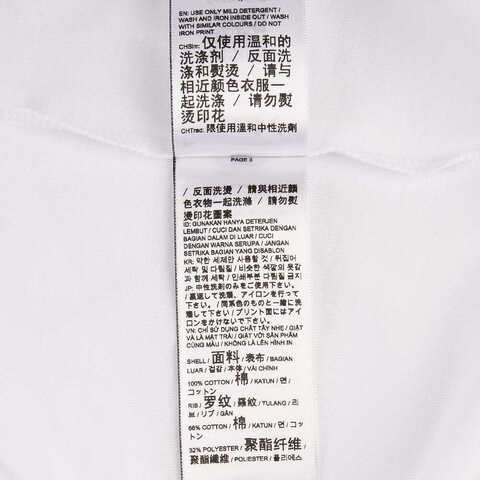 EN: USE ONLY MILD DETERGENT /
WASH AND IRON INSIDE OUT / WASH
WITH SIMILAR COLOURS / DO NOT
IRON PRINT
CHSim: 仅使用温和的
洗涤剂 / 反面洗
涤和熨烫 / 请与
相近颜色衣服一
起洗涤 / 请勿熨
烫印花
CHTrad: 限使用溫和中性洗劑
PAGE 3
/ 反面洗燙 / 請與相近顏
色衣物一起洗滌 / 請勿熨
燙印花圖案
ID: GUNAKAN HANYA DETERJEN
LEMBUT / CUCI DAN SETRIKA DENGAN
BAGIAN DALAM DI LUAR / CUCI
DENGAN WARNA SERUPA / JANGAN
SETRIKA BAGIAN YANG DISABLON
KR: 약한 세제만 사용할 것 / 뒤집어
세탁 및 다림질 / 비슷한 색깔의 옷감
과 함께 세탁 / 인쇄부분 다림질 금지
JP: 中性洗剤のみをご使用下さい。
/ 裏返して洗濯、アイロンを行って
下さい。 / 同系色のものと一緒に洗
濯して下さい / プリント面にはアイ
ロンをかけないで下さい。
VN: CHỈ SỬ DỤNG CHẤT TẨY NHẸ / GIẶT
VÀ LÀ MẶT TRÁI / GIẶT VỚI SẢN PHẨM
CÙNG MÀU / KHÔNG LÀ LÊN HÌNH IN
SHELL / 面料 / 表布 / BAGIAN
LUAR / 겉감 / 本体 / VẢI CHÍNH
100% COTTON / 棉 / KATUN / 면 /
コットン
RIB / 罗纹 / 羅紋 / TULANG / 리
브 / リブ / GÂN
68% COTTON / 棉 / KATUN / 면 / コッ
トン
32% POLYESTER / 聚酯纤维 /
聚酯纖維 / POLIESTER / 폴리에스